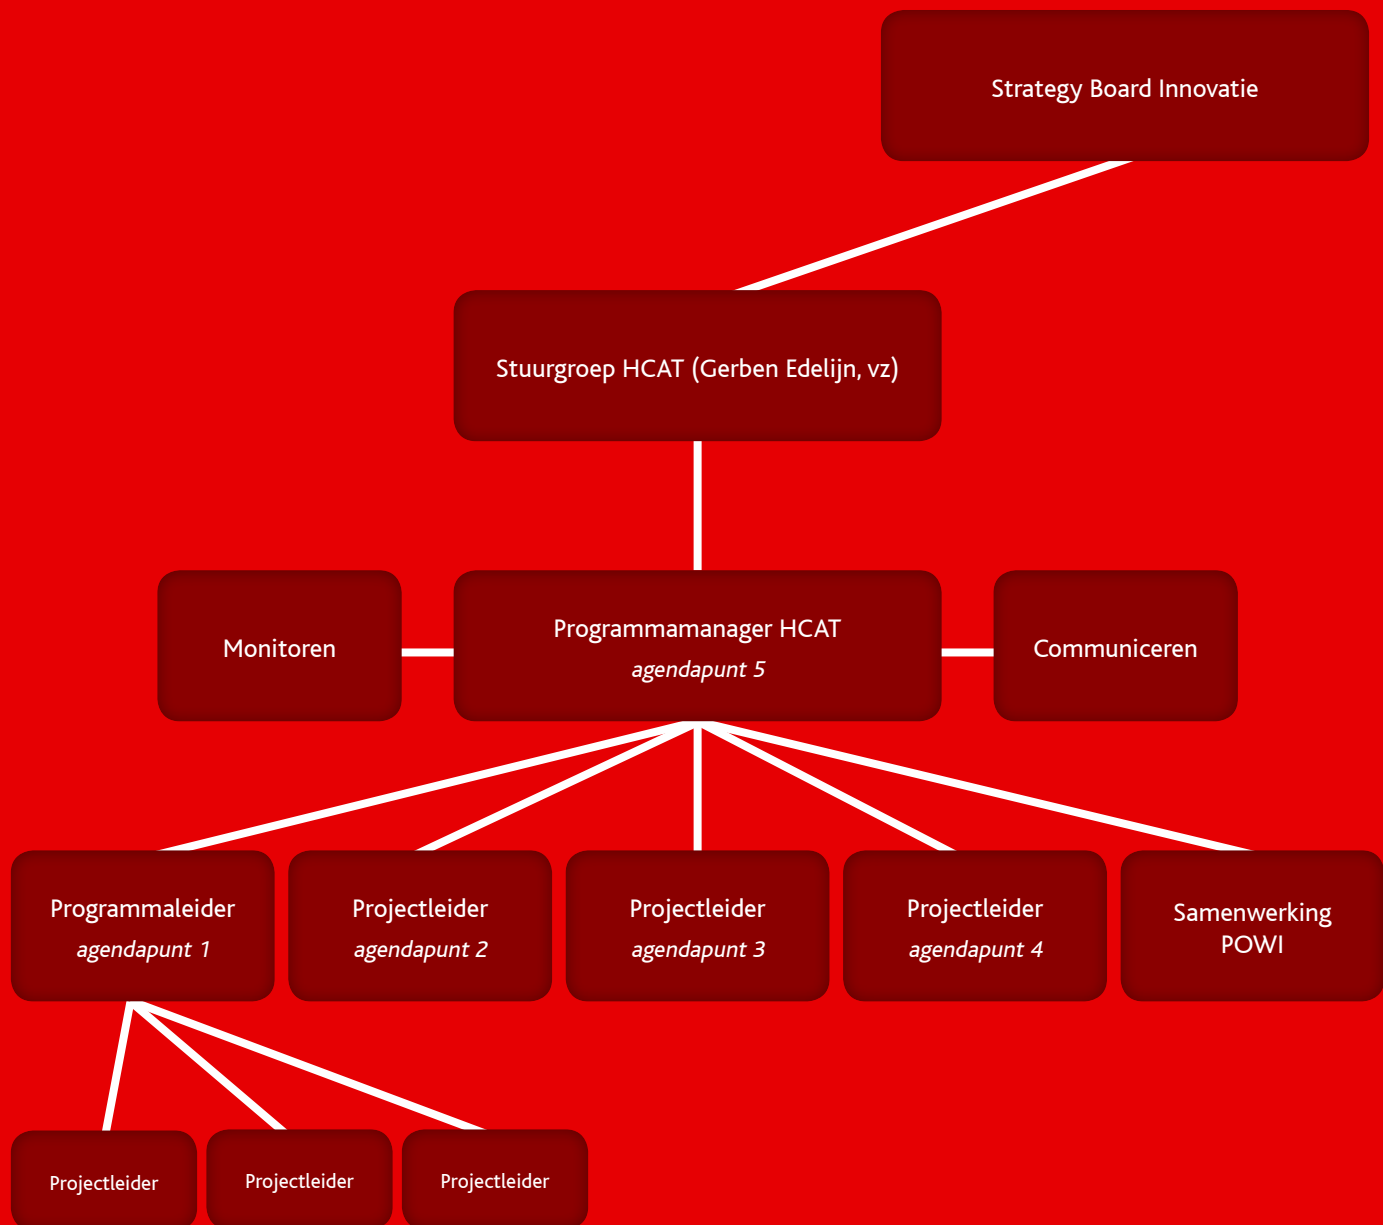 Strategy Board Innovatie
Stuurgroep HCAT (Gerben Edelijn, vz)
Monitoren
Programmamanager HCAT
agendapunt 5
Communiceren
Programmaleider
agendapunt 1
Projectleider
agendapunt 2
Projectleider
agendapunt 3
Projectleider
agendapunt 4
Samenwerking
POWI
Projectleider
Projectleider
Projectleider